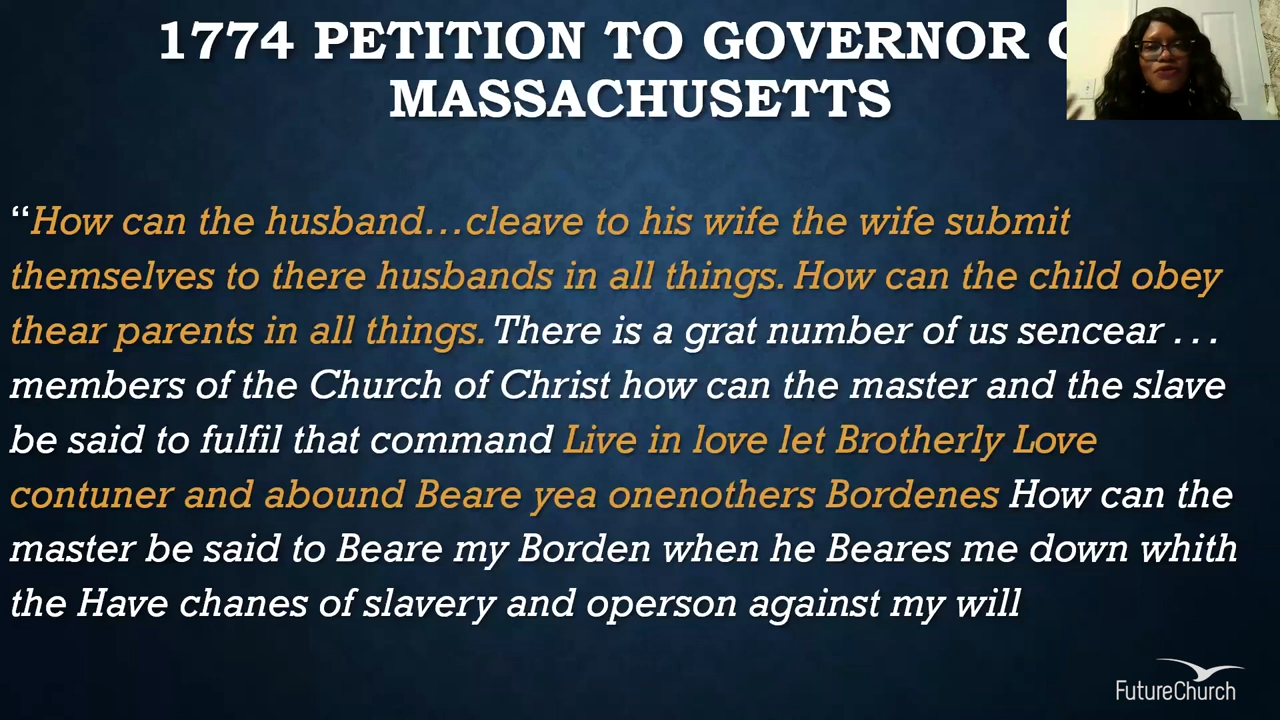 1774 PETITION TO GOVERNOR
MASSACHUSETTS
“How can the husband…cleave to his wife the wife submit
themselves to there husbands in all things. How can the child obey
thear parents in all things. There is a grat number of us sencear . . .
members of the Church of Christ how can the master and the slave
be said to fulfil that command Live in love let Brotherly Love
contuner and abound Beare yea onenothers Bordenes How can the
master be said to Beare my Borden when he Beares me down whith
the Have chanes of slavery and operson against my will
FutureChurch